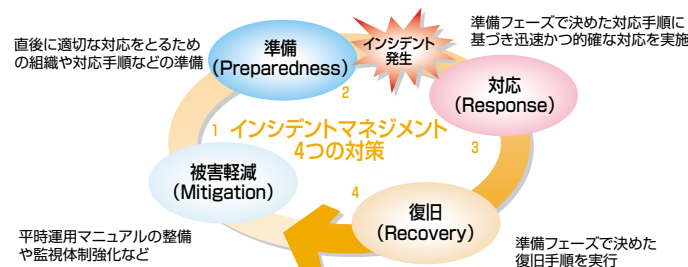 準備フェーズで決めた対応手順に
基づき迅速かつ的確な対応を実施
直後に適切な対応をとるため
の組織や対応手順などの準備
準備
(Preparedness)
2
インシデント
発生
対応
(Response)
3
1
インシデントマネジメント
4つの対策
被害軽減
(Mitigation)
4
復旧
(Recovery)
平時運用マニュアルの整備
や監視体制強化など
準備フェーズで決めた
復旧手順を実行